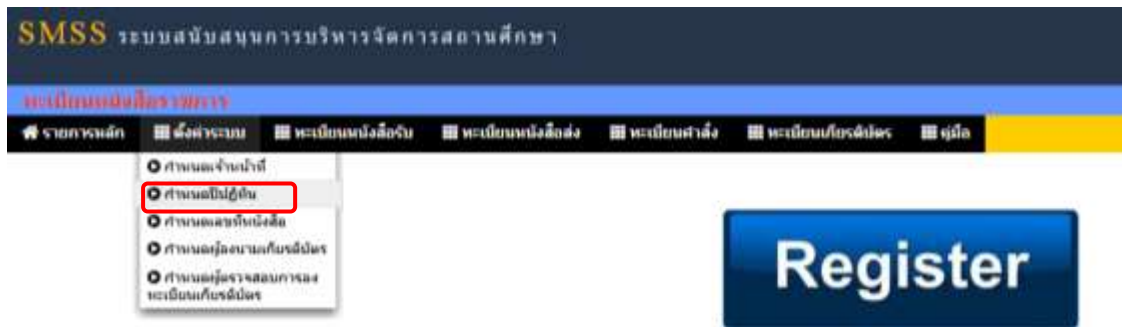 SMSS ระบบสนับสนุนการบริหารจัดการสถานศึกษา
ทะเบียนหนังสือราชการ
รายการหลัก ตั้งค่าระบบ ทะเบียนหนังสือรับ ทะเบียนหนังสือส่ง ทะเบียนคำสั่ง ทะเบียนเกียรติบัตร คู่มือ
กำหนดเจ้าหน้าที่
กำหนดปีปฏิทิน
กำหนดเลขที่หนังสือ
กำหนดผู้ลงนามเกียรติบัตร
กำหนดผู้ตรวจสอบการลง
ทะเบียนเกียรติบัตร
Register